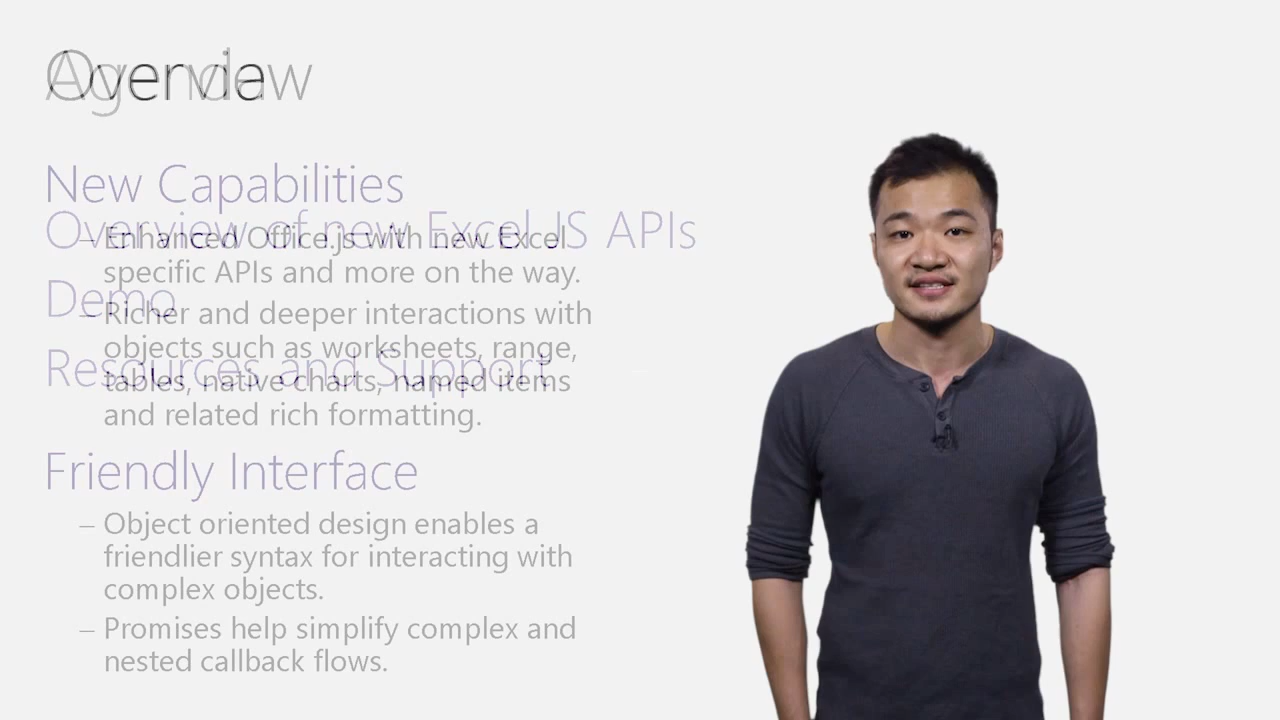 Agenda
Overview
New Capabilities
Overview of new Excel JS APIs
– Enhanced Office.js with new Excel
specific APIs and more on the way.
Demo
– Richer and deeper interactions with
objects such as worksheets, range,
Resources and Support
tables, native charts, named items
and related rich formatting.
Friendly Interface
– Object oriented design enables a
friendlier syntax for interacting with
complex objects.
– Promises help simplify complex and
nested callback flows.